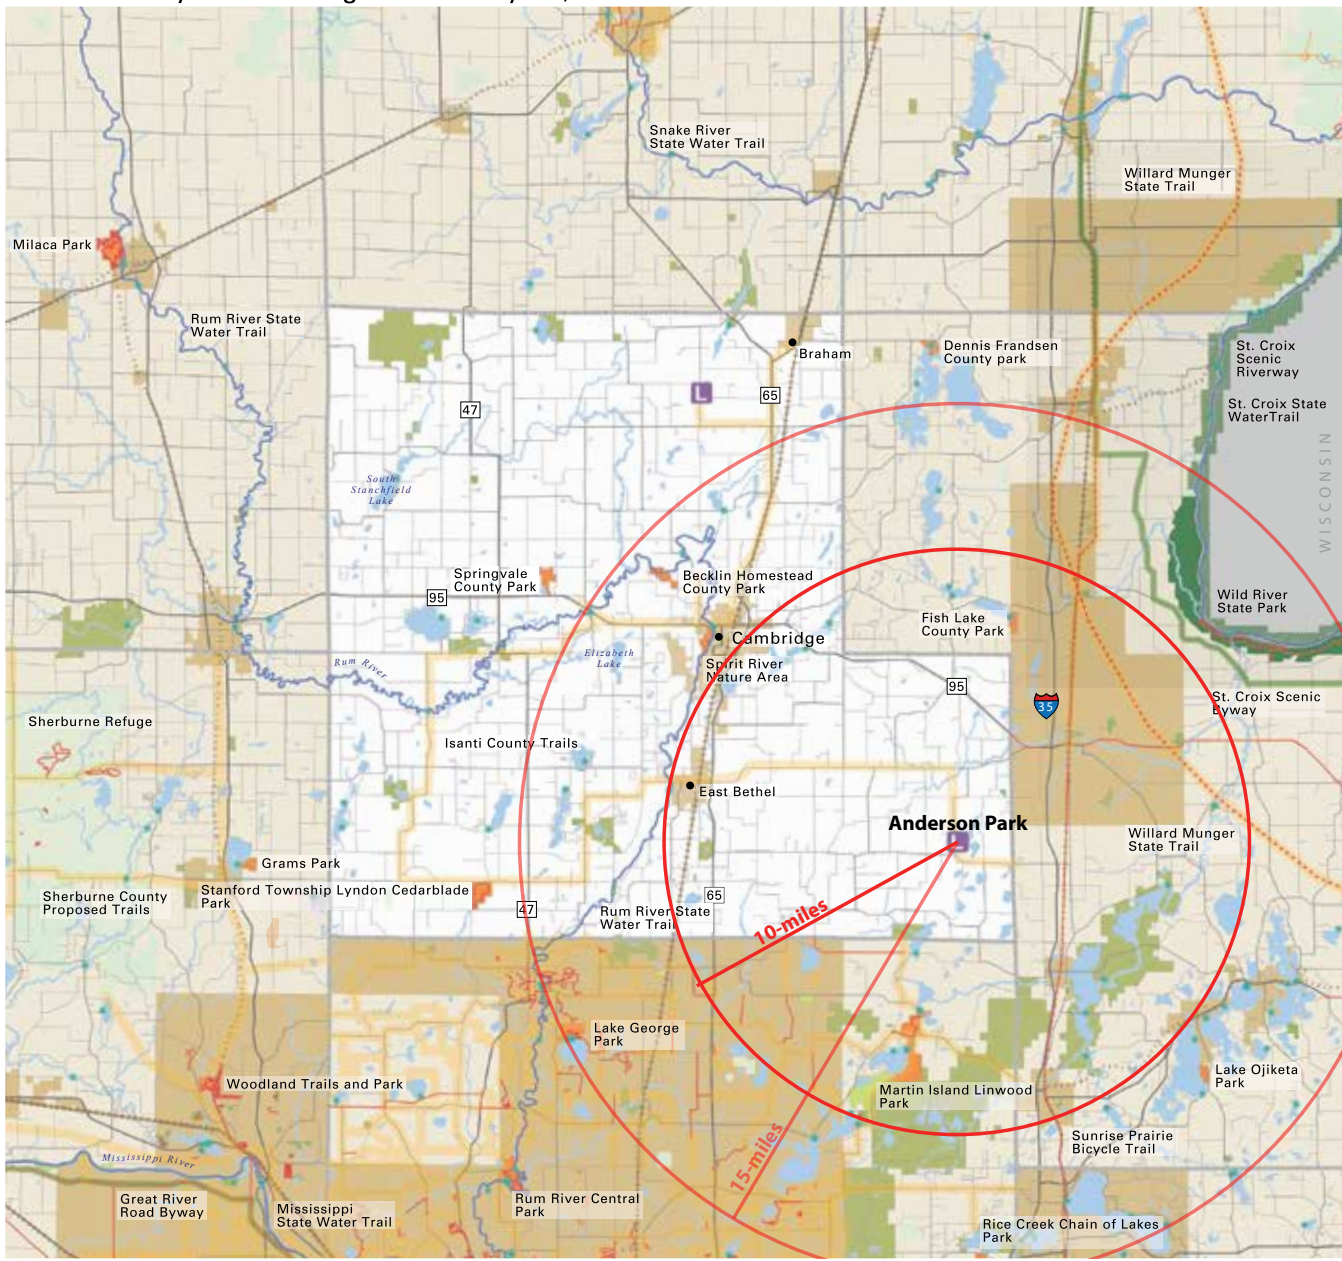 Snake River
State Water Trail
Willard Munger
State Trail
Milaca Park
Rum River State
Water Trail
Braham
Dennis Frandsen
County park
St. Croix
Scenic
Riverway
St. Croix State
WaterTrail
WISCONSIN
L
65
47
South
Stanchfield
Lake
Springvale
County Park
95
Becklin Homestead
County Park
Fish Lake
County Park
Wild River
State Park
Cambridge
Elizabeth
Lake
Spirit River
Nature Area
Rum River
95
35
St. Croix Scenic
Byway
Sherburne Refuge
Isanti County Trails
East Bethel
Anderson Park
L
Willard Munger
State Trail
Grams Park
Sherburne County
Proposed Trails
Stanford Township Lyndon Cedarblade
Park
47
65
Rum River State
Water Trail
10-miles
Lake George
Park
Woodland Trails and Park
Martin Island Linwood
Park
Lake Ojiketa
Park
Sunrise Prairie
Bicycle Trail
15-miles
Mississippi River
Great River
Road Byway
Mississippi
State Water Trail
Rum River Central
Park
Rice Creek Chain of Lakes
Park